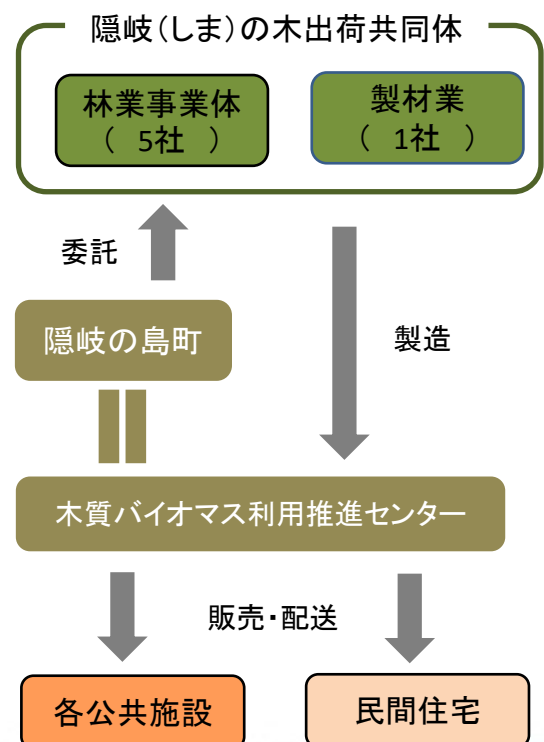 隠岐(しま)の木出荷共同体
林業事業体
( 5社 )
製材業
( 1社 )
委託
隠岐の島町
製造
木質バイオマス利用推進センター
販売・配送
各公共施設
民間住宅